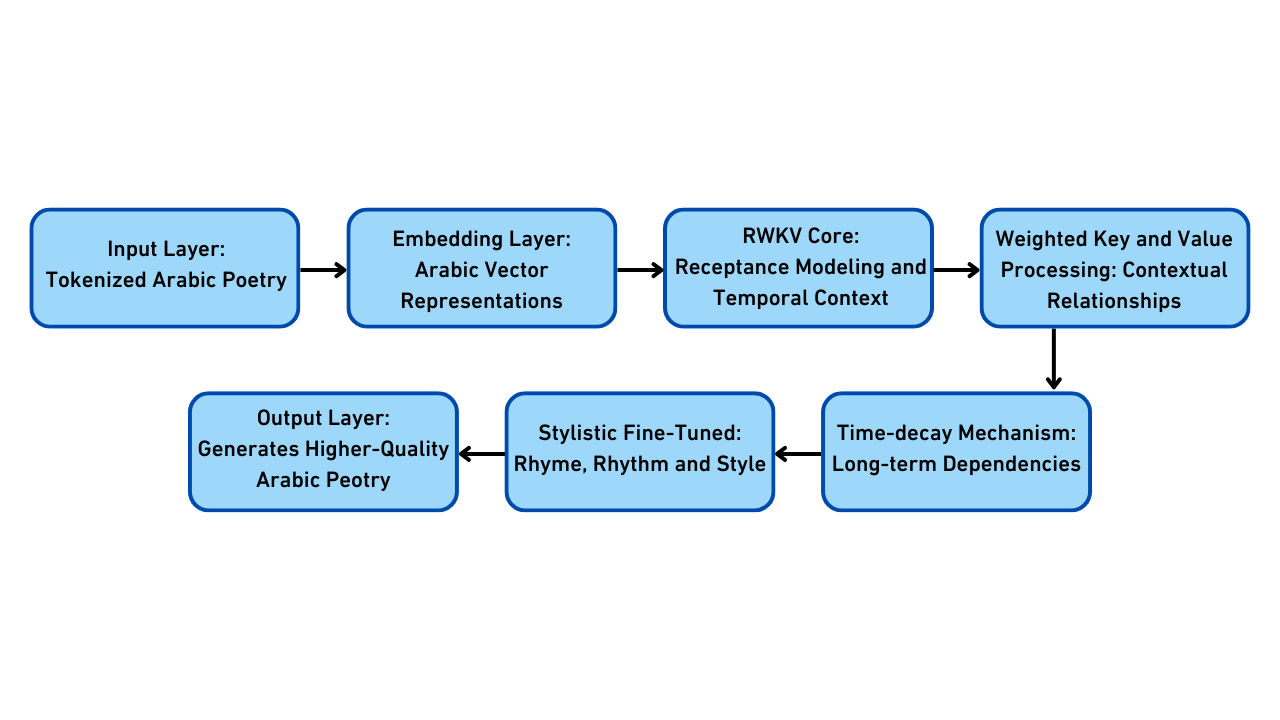 Input Layer:
Tokenized Arabic Poetry
Embedding Layer:
Arabic Vector
Representations
RWKV Core:
Receptance Modeling and
Temporal Context
Weighted Key and Value
Processing: Contextual
Relationships
Time-decay Mechanism:
Long-term Dependencies
Stylistic Fine-Tuned:
Rhyme, Rhythm and Style
Output Layer:
Generates Higher-Quality
Arabic Peotry